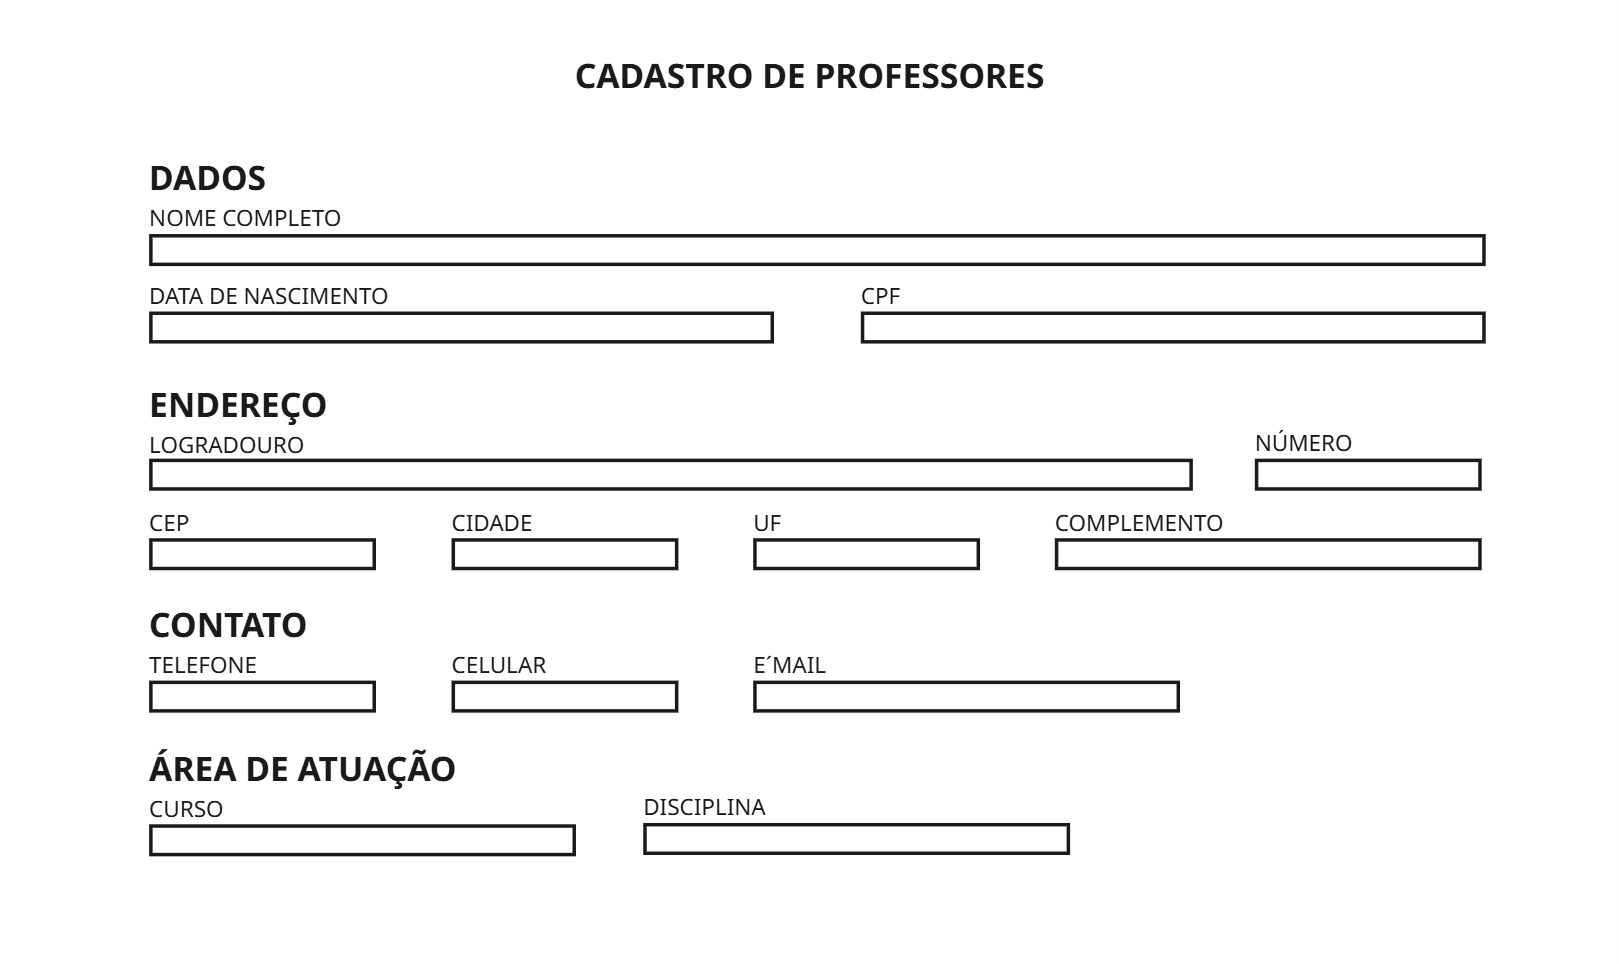 CADASTRO DE PROFESSORES
DADOS
NOME COMPLETO
DATA DE NASCIMENTO CPF
ENDEREÇO
LOGRADOURO NÚMERO
CEP CIDADE UF COMPLEMENTO
CONTATO
TELEFONE CELULAR E´MAIL
ÁREA DE ATUAÇÃO
CURSO DISCIPLINA